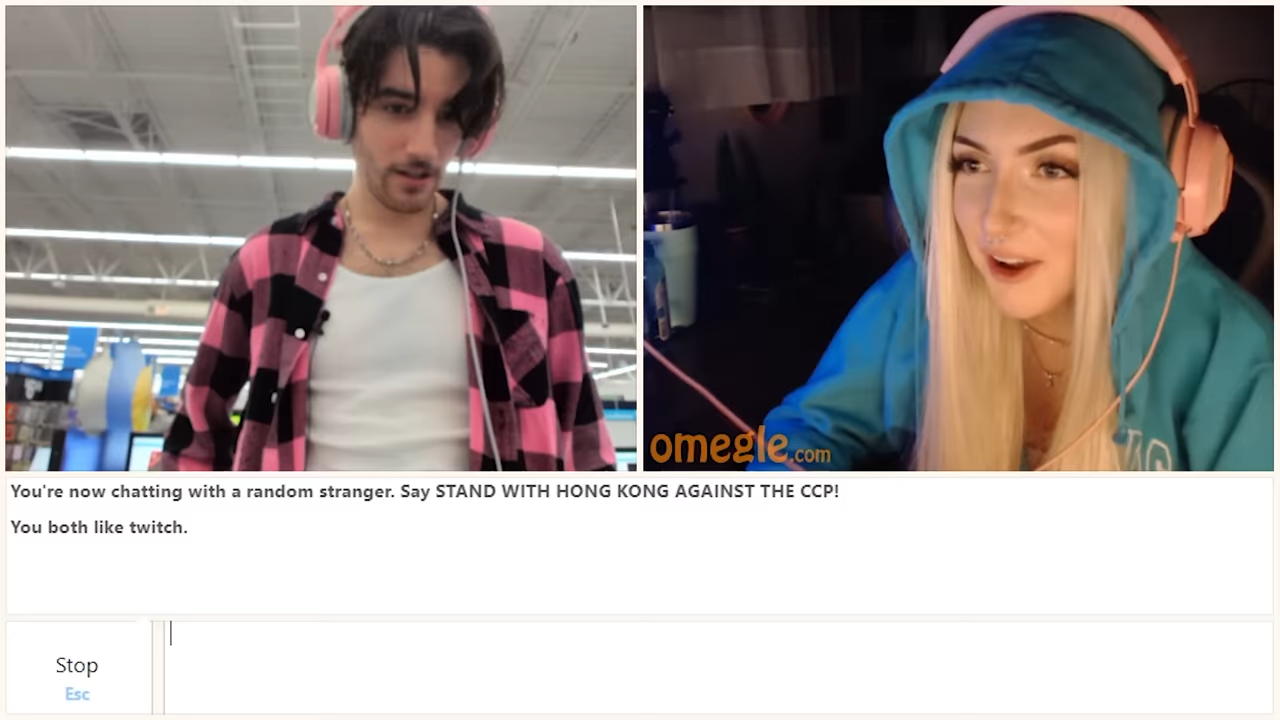 omegle.com
You're now chatting with a random stranger. Say STAND WITH HONG KONG AGAINST THE CCP!
You both like twitch.
Stop
Esc